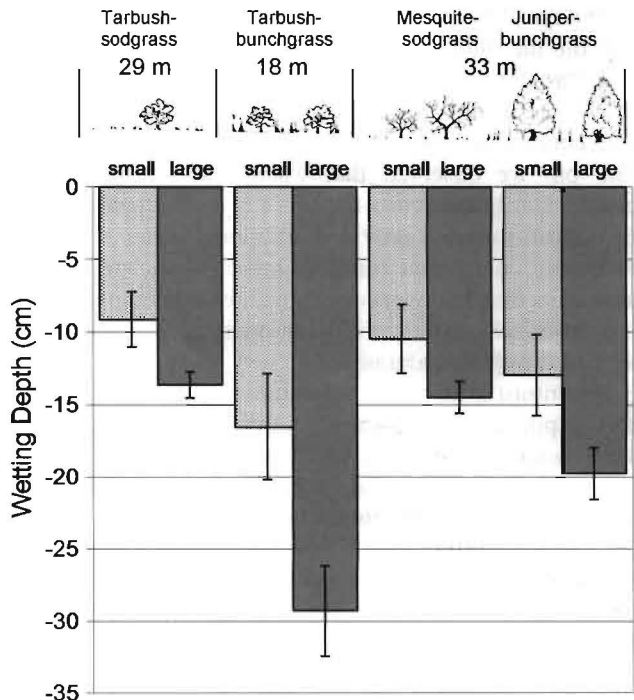 Tarbush-
sodgrass
29 m
Tarbush-
bunchgrass
18 m
Mesquite-
sodgrass
Juniper-
bunchgrass
33 m
small large small large small large small large
Wetting Depth (cm)
0
-5
-10
-15
-20
-25
-30
-35